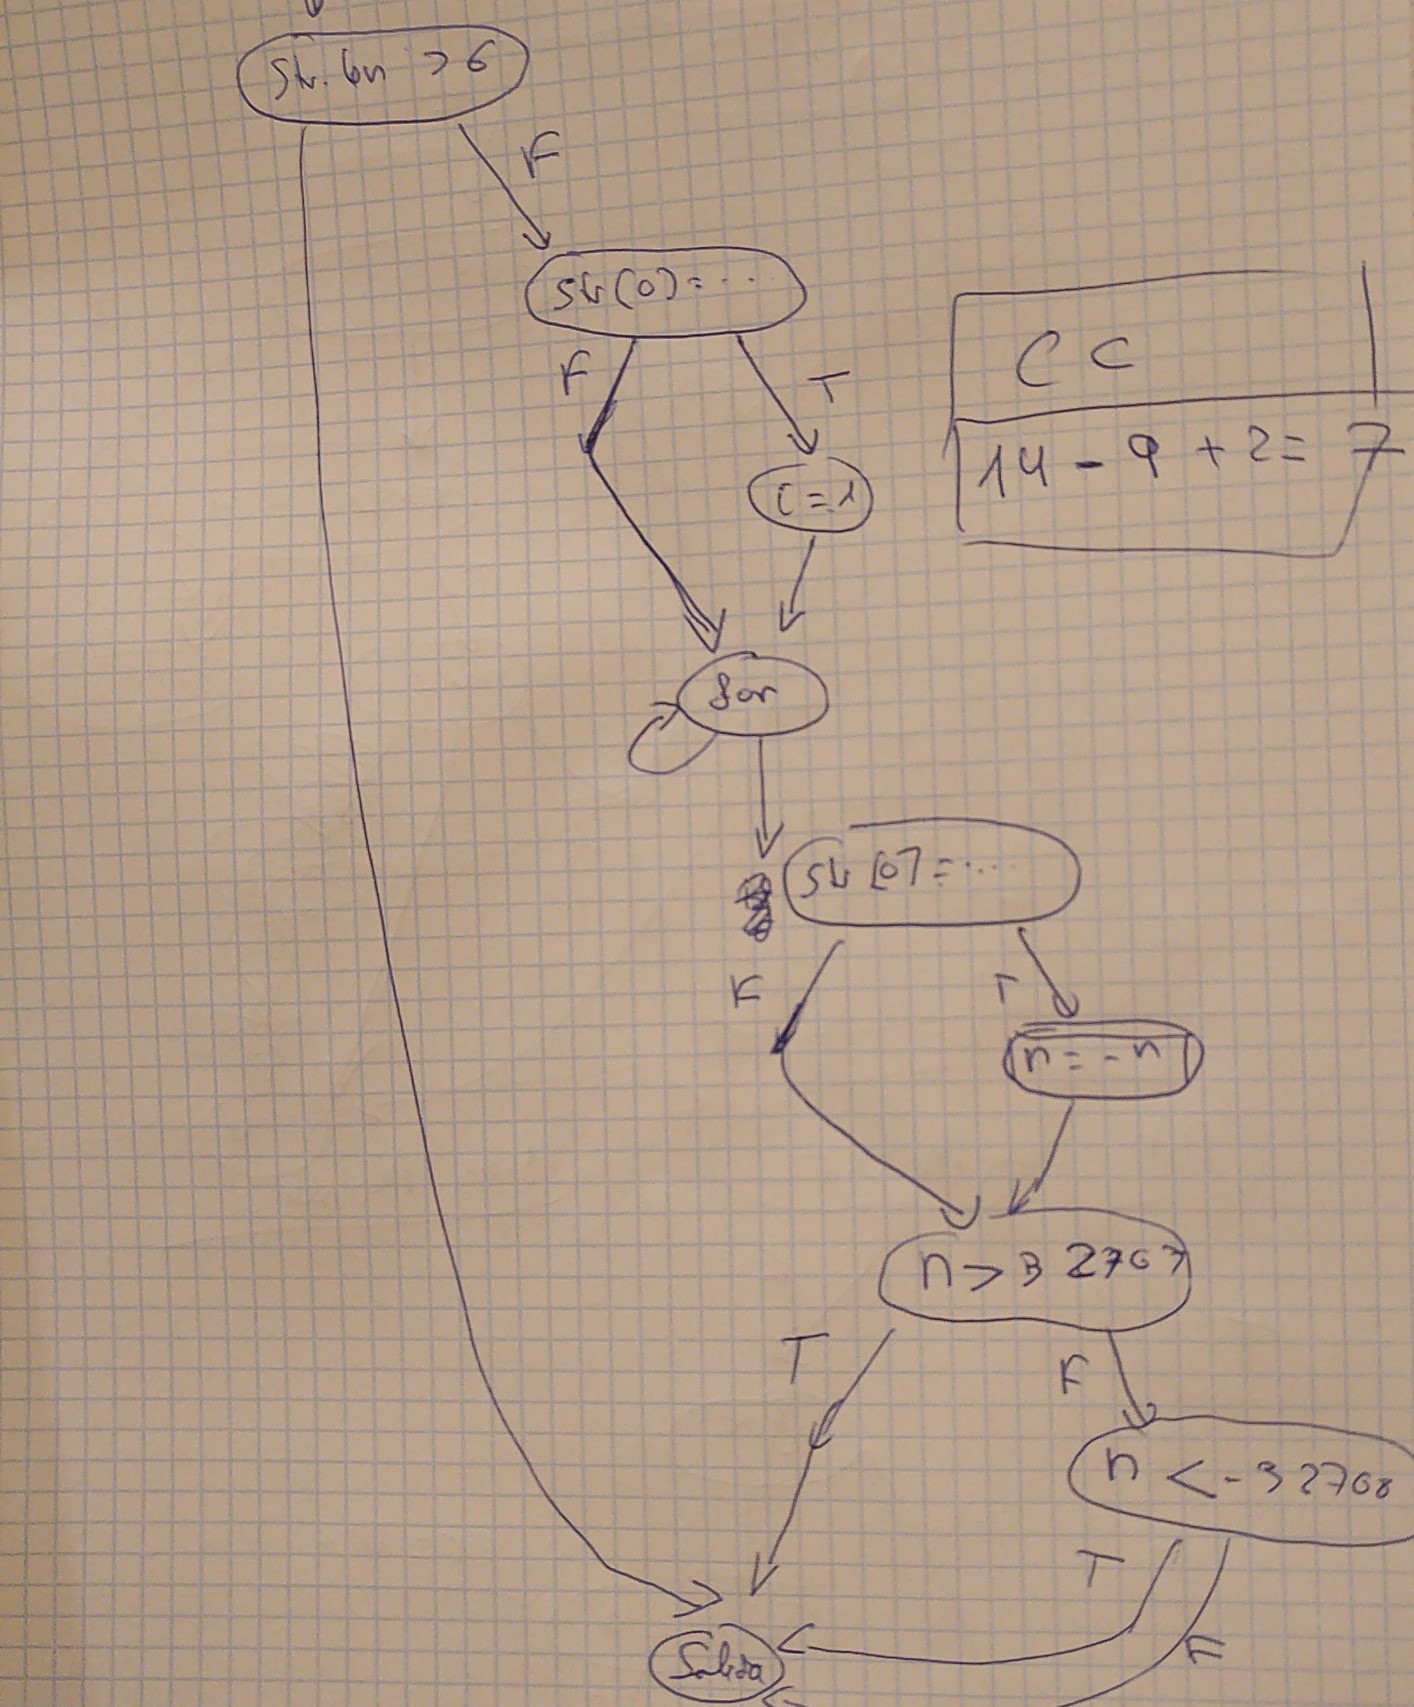 str.len > 6
F
str(0)=...
F
T
i=1
CC
14 - 9 + 2 = 7
for
str[0]=...
F
T
n=-n
n>32767
T
F
n<-32768
T
F
Salida